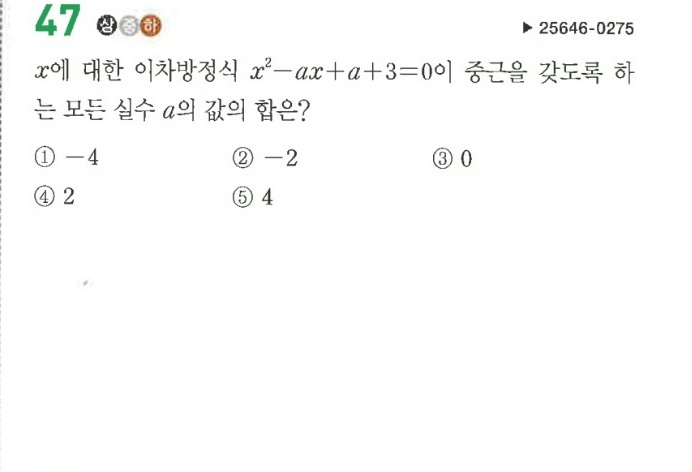 47 상중하 ▶ 25646-0275
x에 대한 이차방정식 x²-ax+a+3=0이 중근을 갖도록 하
는 모든 실수 a의 값의 합은?
① -4 ② -2 ③ 0
④ 2 ⑤ 4